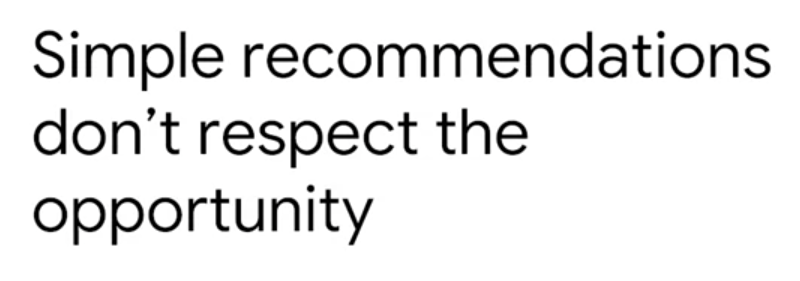 Simple recommendations
don’t respect the
opportunity